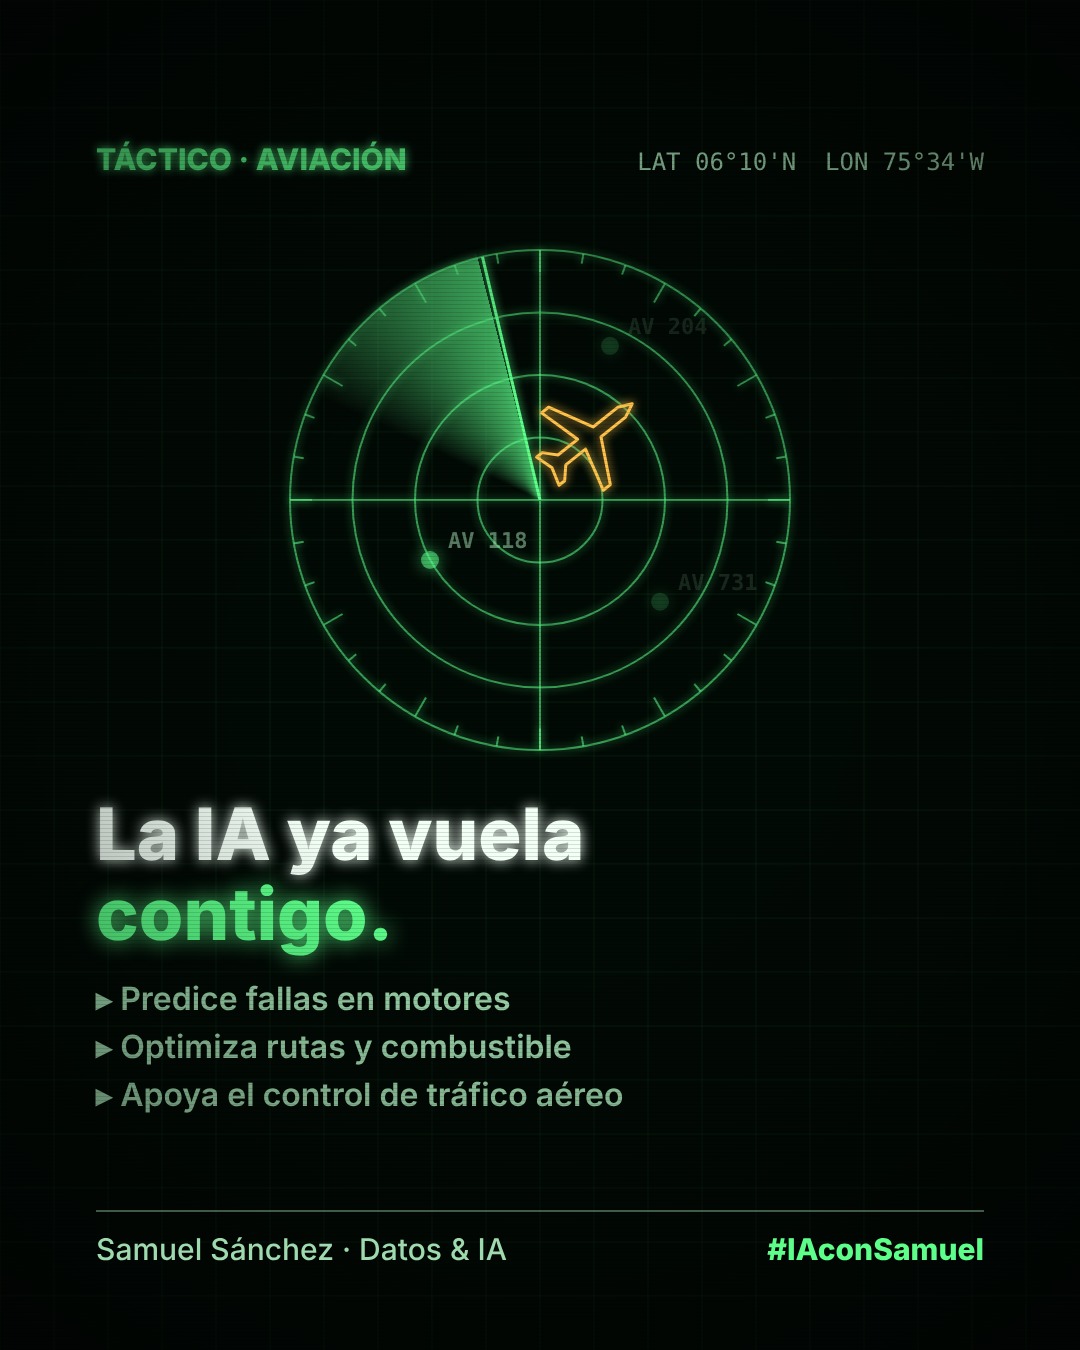 TÁCTICO · AVIACIÓN
LAT 06°10'N  LON 75°34'W
AV 204
AV 118
AV 731
La IA ya vuela
contigo.
▸ Predice fallas en motores
▸ Optimiza rutas y combustible
▸ Apoya el control de tráfico aéreo
Samuel Sánchez · Datos & IA
#IAconSamuel